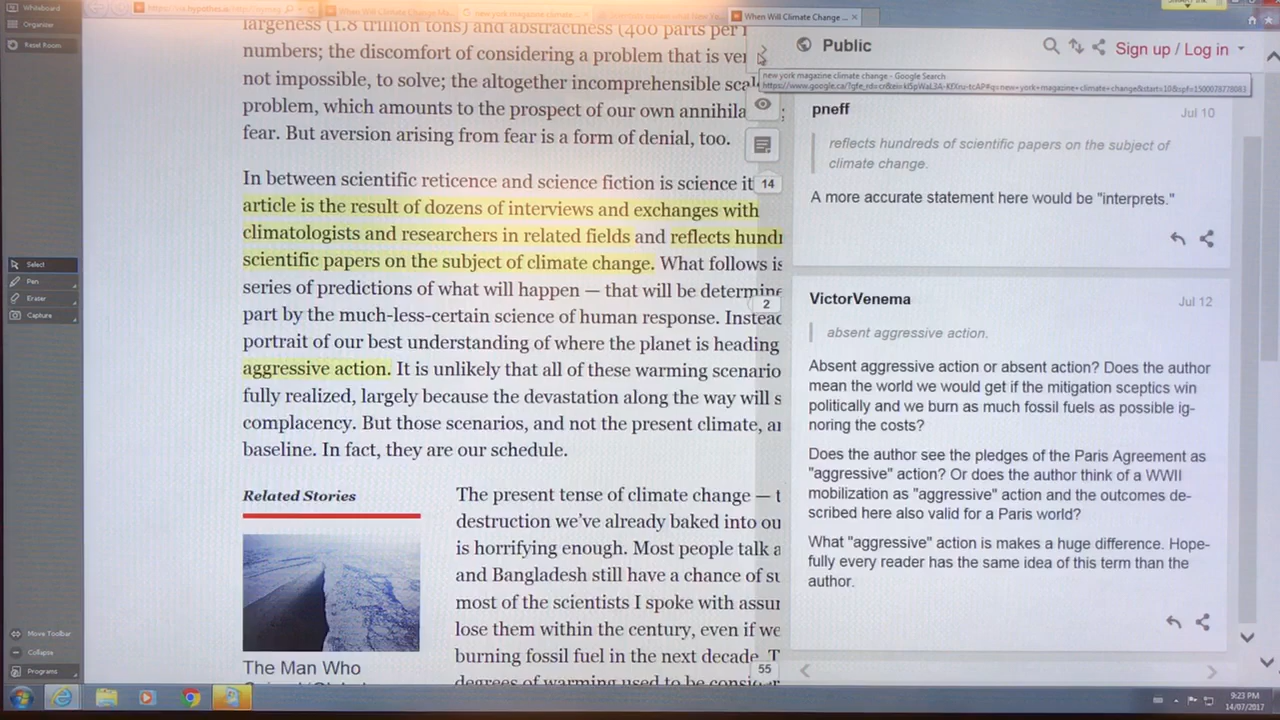 Whiteboard
Organiser
Reset Room
Select
Pen
Eraser
Capture
Move Toolbar
Collapse
Programs
When Will Climate Change ...
largeness (1.8 trillion tons) and abstractness (400 parts per
numbers; the discomfort of considering a problem that is
not impossible, to solve; the altogether incomprehensible
problem, which amounts to the prospect of our own
fear. But aversion arising from fear is a form of denial, too.
In between scientific reticence and science fiction is science
article is the result of dozens of interviews and exchanges with
climatologists and researchers in related fields and reflects
scientific papers on the subject of climate change. What follows is
series of predictions of what will happen — that will be
part by the much-less-certain science of human response. Instead
portrait of our best understanding of where the planet is heading
aggressive action. It is unlikely that all of these warming
fully realized, largely because the devastation along the way will
complacency. But those scenarios, and not the present climate,
baseline. In fact, they are our schedule.
Related Stories
The Man Who
The present tense of climate change —
destruction we've already baked into
is horrifying enough. Most people talk
and Bangladesh still have a chance of
most of the scientists I spoke with
lose them within the century, even if we
burning fossil fuel in the next decade.
degrees of warming used to be
14
2
55
Public
Sign up / Log in
new york magazine climate change - Google Search
pneff
Jul 10
reflects hundreds of scientific papers on the subject of
climate change.
A more accurate statement here would be "interprets."
VictorVenema
Jul 12
absent aggressive action.
Absent aggressive action or absent action? Does the author
mean the world we would get if the mitigation sceptics win
politically and we burn as much fossil fuels as possible ig-
noring the costs?
Does the author see the pledges of the Paris Agreement as
"aggressive" action? Or does the author think of a WWII
mobilization as "aggressive" action and the outcomes de-
scribed here also valid for a Paris world?
What "aggressive" action is makes a huge difference. Hope-
fully every reader has the same idea of this term than the
author.
9:23 PM
14/07/2017